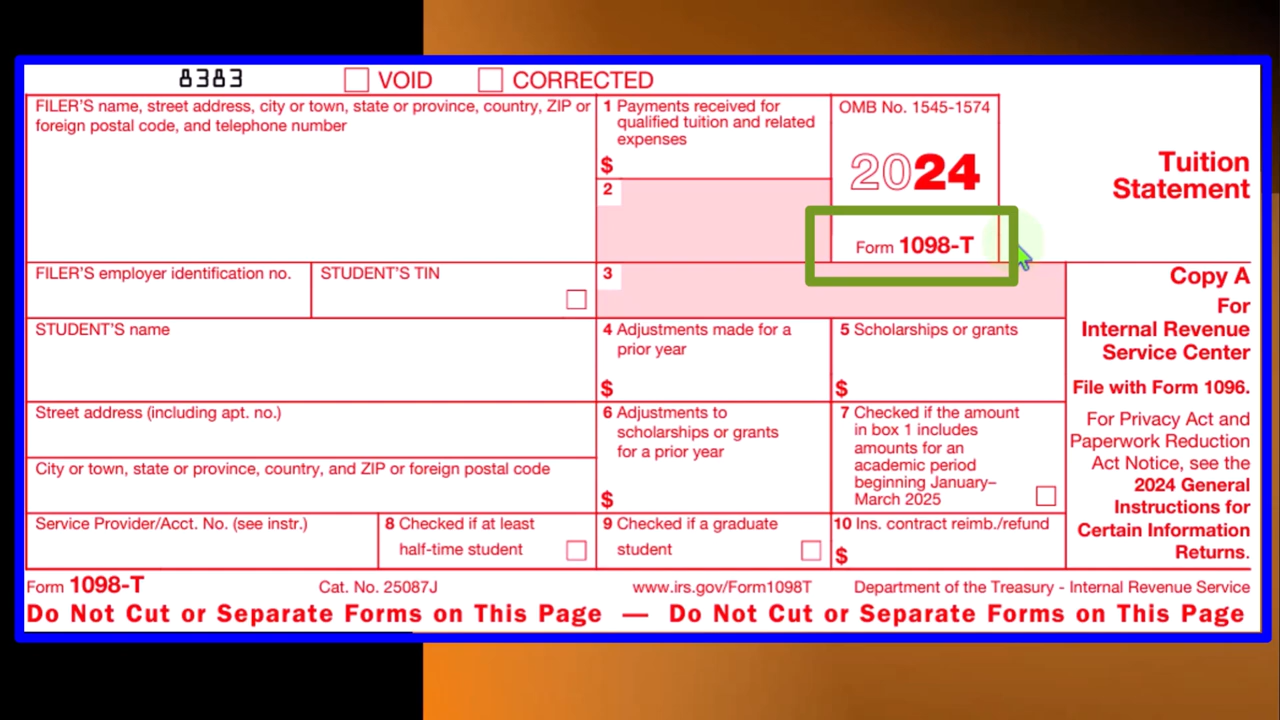 8383 VOID CORRECTED
FILER'S name, street address, city or town, state or province, country, ZIP or
foreign postal code, and telephone number
1 Payments received for
qualified tuition and related
expenses
$
2
OMB No. 1545-1574
2024
Form 1098-T
Tuition
Statement
FILER'S employer identification no.
STUDENT'S TIN
3
Copy A
For
Internal Revenue
Service Center
File with Form 1096.
For Privacy Act and
Paperwork Reduction
Act Notice, see the
2024 General
Instructions for
Certain Information
Returns.
STUDENT'S name
4 Adjustments made for a
prior year
$
5 Scholarships or grants
$
Street address (including apt. no.)
City or town, state or province, country, and ZIP or foreign postal code
6 Adjustments to
scholarships or grants
for a prior year
$
7 Checked if the amount
in box 1 includes
amounts for an
academic period
beginning January–
March 2025
Service Provider/Acct. No. (see instr.)
8 Checked if at least
half-time student
9 Checked if a graduate
student
10 Ins. contract reimb./refund
$
Form 1098-T Cat. No. 25087J www.irs.gov/Form1098T Department of the Treasury - Internal Revenue Service
Do Not Cut or Separate Forms on This Page — Do Not Cut or Separate Forms on This Page